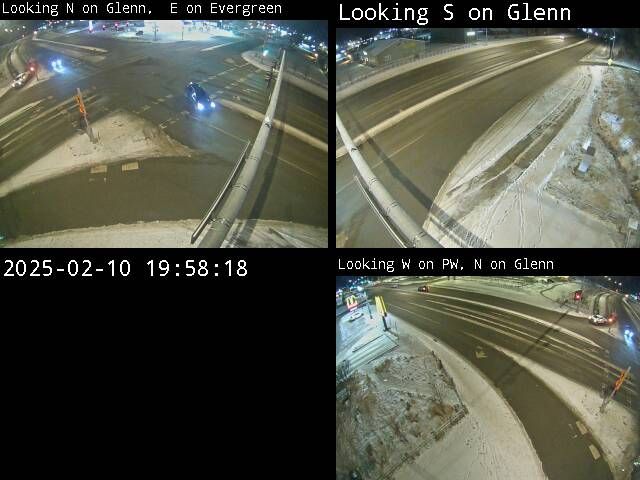 Looking N on Glenn,  E on Evergreen
Looking S on Glenn
2025-02-10 19:58:18
Looking W on PW, N on Glenn